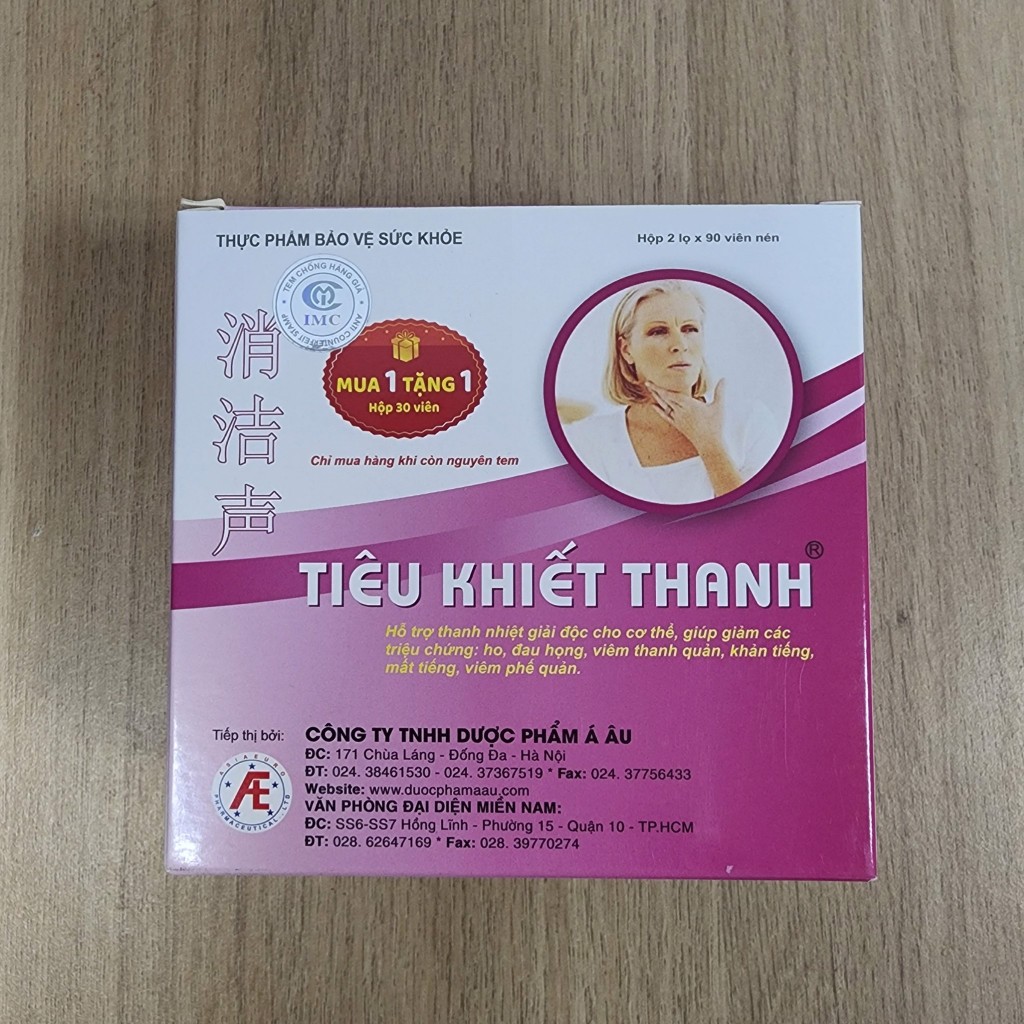 THỰC PHẨM BẢO VỆ SỨC KHỎE
Hộp 2 lọ x 90 viên nén
TEM CHỐNG HÀNG GIẢ
ANTI COUNTERFEIT STAMP
IMC
消
洁
声
MUA 1 TẶNG 1
Hộp 30 viên
Chỉ mua hàng khi còn nguyên tem
TIÊU KHIẾT THANH®
Hỗ trợ thanh nhiệt giải độc cho cơ thể, giúp giảm các
triệu chứng: ho, đau họng, viêm thanh quản, khản tiếng,
mất tiếng, viêm phế quản.
Tiếp thị bởi:
CÔNG TY TNHH DƯỢC PHẨM Á ÂU
ĐC: 171 Chùa Láng - Đống Đa - Hà Nội
ĐT: 024. 38461530 - 024. 37367519 * Fax: 024. 37756433
Website: www.duocphamaau.com
VĂN PHÒNG ĐẠI DIỆN MIỀN NAM:
ĐC: SS6-SS7 Hồng Lĩnh - Phường 15 - Quận 10 - TP.HCM
ĐT: 028. 62647169 * Fax: 028. 39770274
ASIAEURO
AE
PHARMACEUTICAL.,LTD